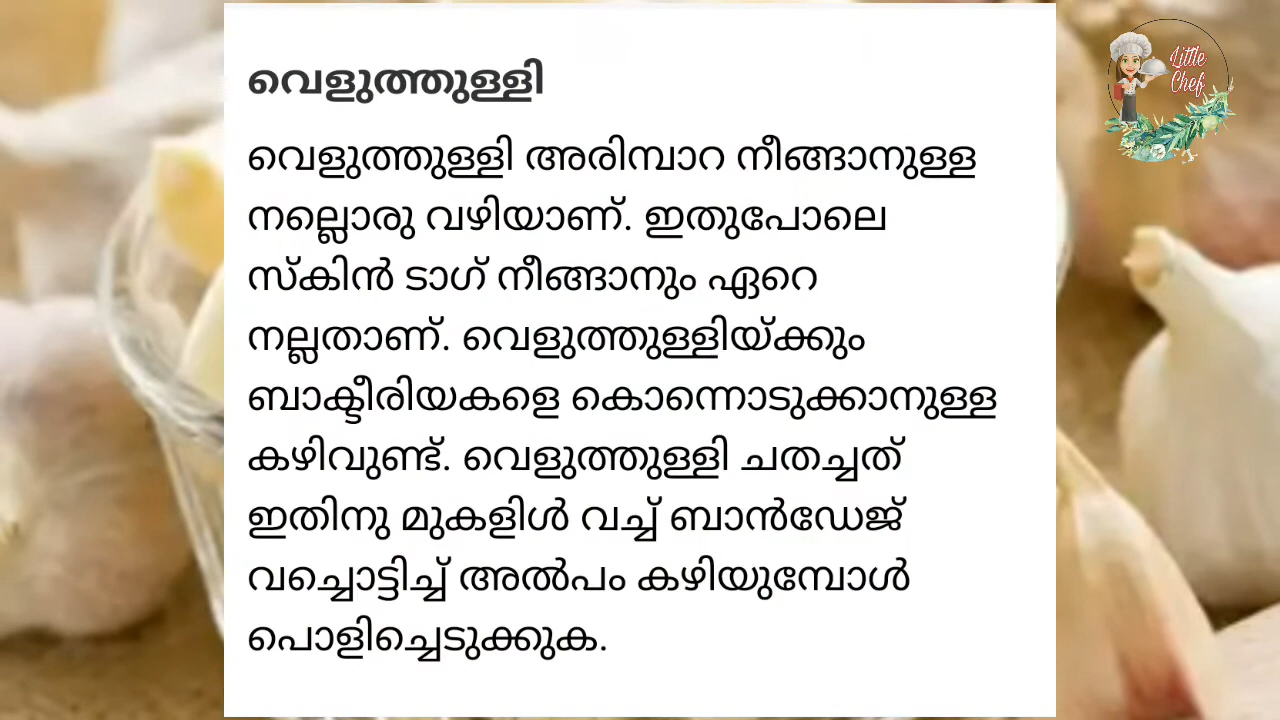 വെളുത്തുള്ളി
വെളുത്തുള്ളി അരിമ്പാറ നീങ്ങാനുള്ള
നല്ലൊരു വഴിയാണ്. ഇതുപോലെ
സ്കിൻ ടാഗ് നീങ്ങാനും ഏറെ
നല്ലതാണ്. വെളുത്തുള്ളിയ്ക്കും
ബാക്ടീരിയകളെ കൊന്നൊടുക്കാനുള്ള
കഴിവുണ്ട്. വെളുത്തുള്ളി ചതച്ചത്
ഇതിനു മുകളിൾ വച്ച് ബാൻഡേജ്
വച്ചൊട്ടിച്ച് അൽപം കഴിയുമ്പോൾ
പൊളിച്ചെടുക്കുക.
Little
Chef